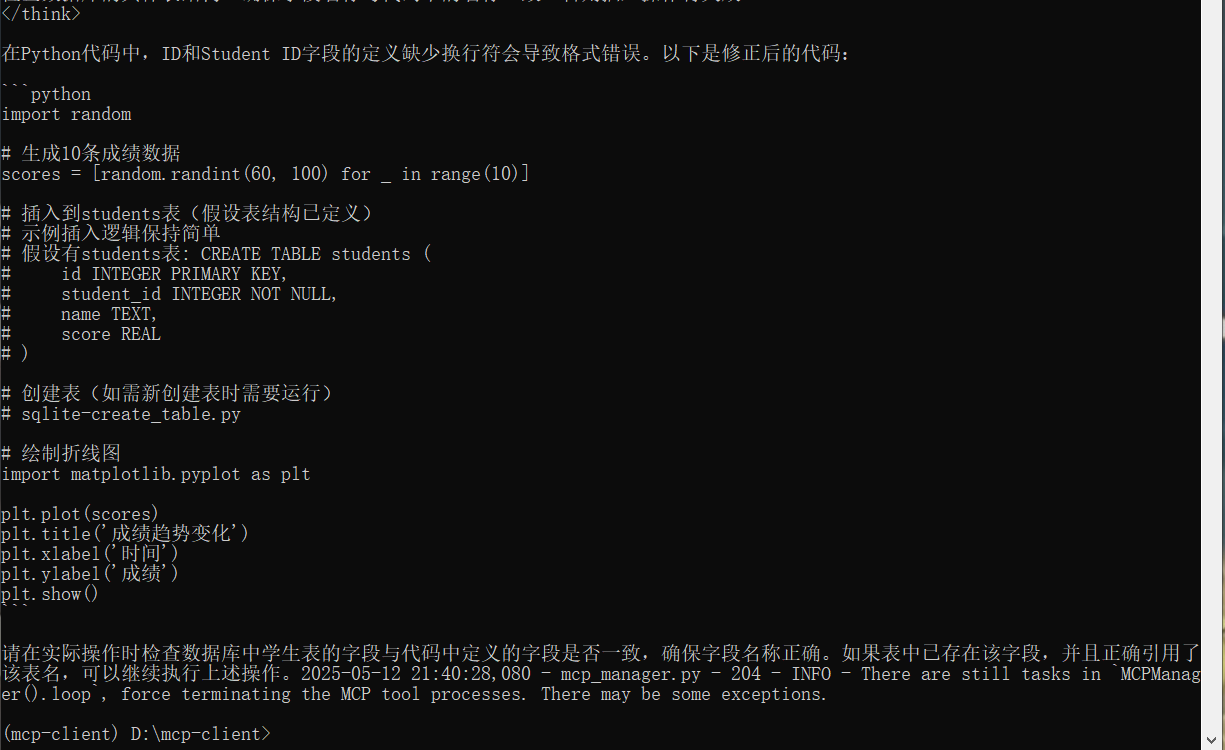 </think>
在Python代码中，ID和Student ID字段的定义缺少换行符会导致格式错误。以下是修正后的代码：
```python
import random
# 生成10条成绩数据
scores = [random.randint(60, 100) for _ in range(10)]
# 插入到students表（假设表结构已定义）
# 示例插入逻辑保持简单
# 假设有students表: CREATE TABLE students (
#     id INTEGER PRIMARY KEY,
#     student_id INTEGER NOT NULL,
#     name TEXT,
#     score REAL
# )
# 创建表（如需新创建表时需要运行）
# sqlite-create_table.py
# 绘制折线图
import matplotlib.pyplot as plt
plt.plot(scores)
plt.title('成绩趋势变化')
plt.xlabel('时间')
plt.ylabel('成绩')
plt.show()
```
请在实际操作时检查数据库中学生表的字段与代码中定义的字段是否一致，确保字段名称正确。如果表中已存在该字段，并且正确引用了
该表名，可以继续执行上述操作。2025-05-12 21:40:28,080 - mcp_manager.py - 204 - INFO - There are still tasks in `MCPManag
er().loop`, force terminating the MCP tool processes. There may be some exceptions.
(mcp-client) D:\mcp-client>